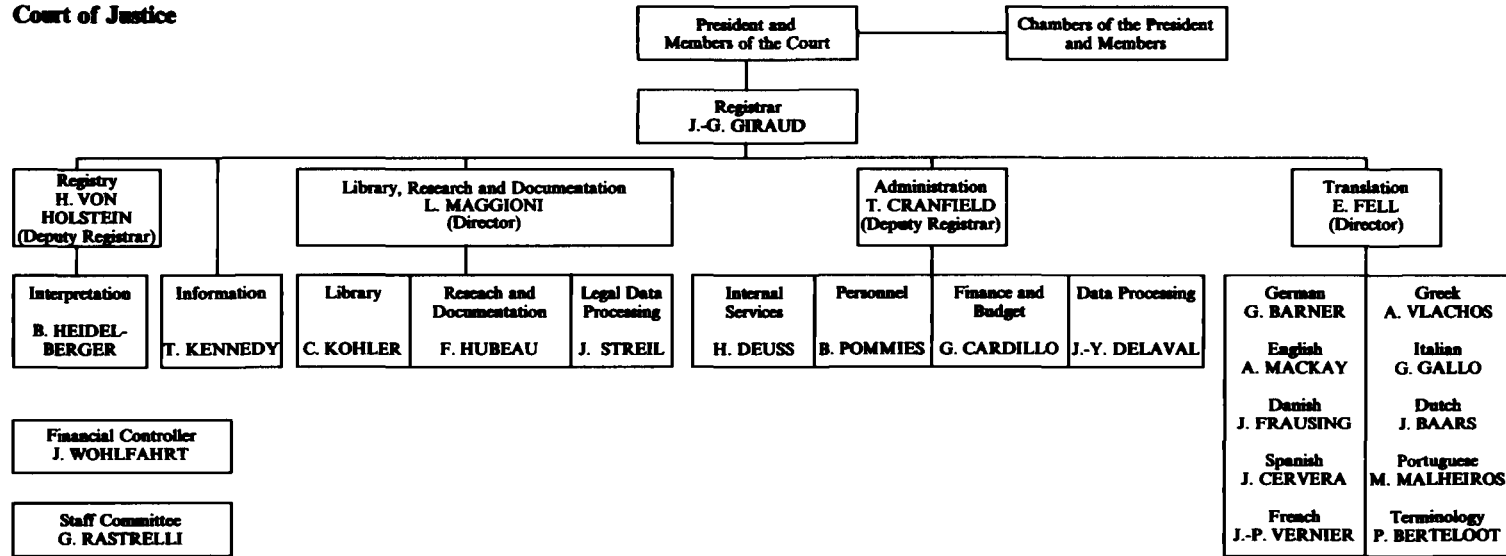 Court of Justice
President and
Members of the Court
Chambers of the President
and Members
Registrar
J.-G. GIRAUD
Registry
H. VON
HOLSTEIN
(Deputy Registrar)
Library, Research and Documentation
L. MAGGIONI
(Director)
Administration
T. CRANFIELD
(Deputy Registrar)
Translation
E. FELL
(Director)
Interpretation
B. HEIDEL-
BERGER
Information
T. KENNEDY
Library
C. KOHLER
Reseach and
Documentation
F. HUBEAU
Legal Data
Processing
J. STREIL
Internal
Services
H. DEUSS
Personnel
B. POMMIES
Finance and
Budget
G. CARDILLO
Data Processing
J.-Y. DELAVAL
German
G. BARNER
English
A. MACKAY
Danish
J. FRAUSING
Spanish
J. CERVERA
French
J.-P. VERNIER
Greek
A. VLACHOS
Italian
G. GALLO
Dutch
J. BAARS
Portuguese
M. MALHEIROS
Terminology
P. BERTELOOT
Financial Controller
J. WOHLFAHRT
Staff Committee
G. RASTRELLI